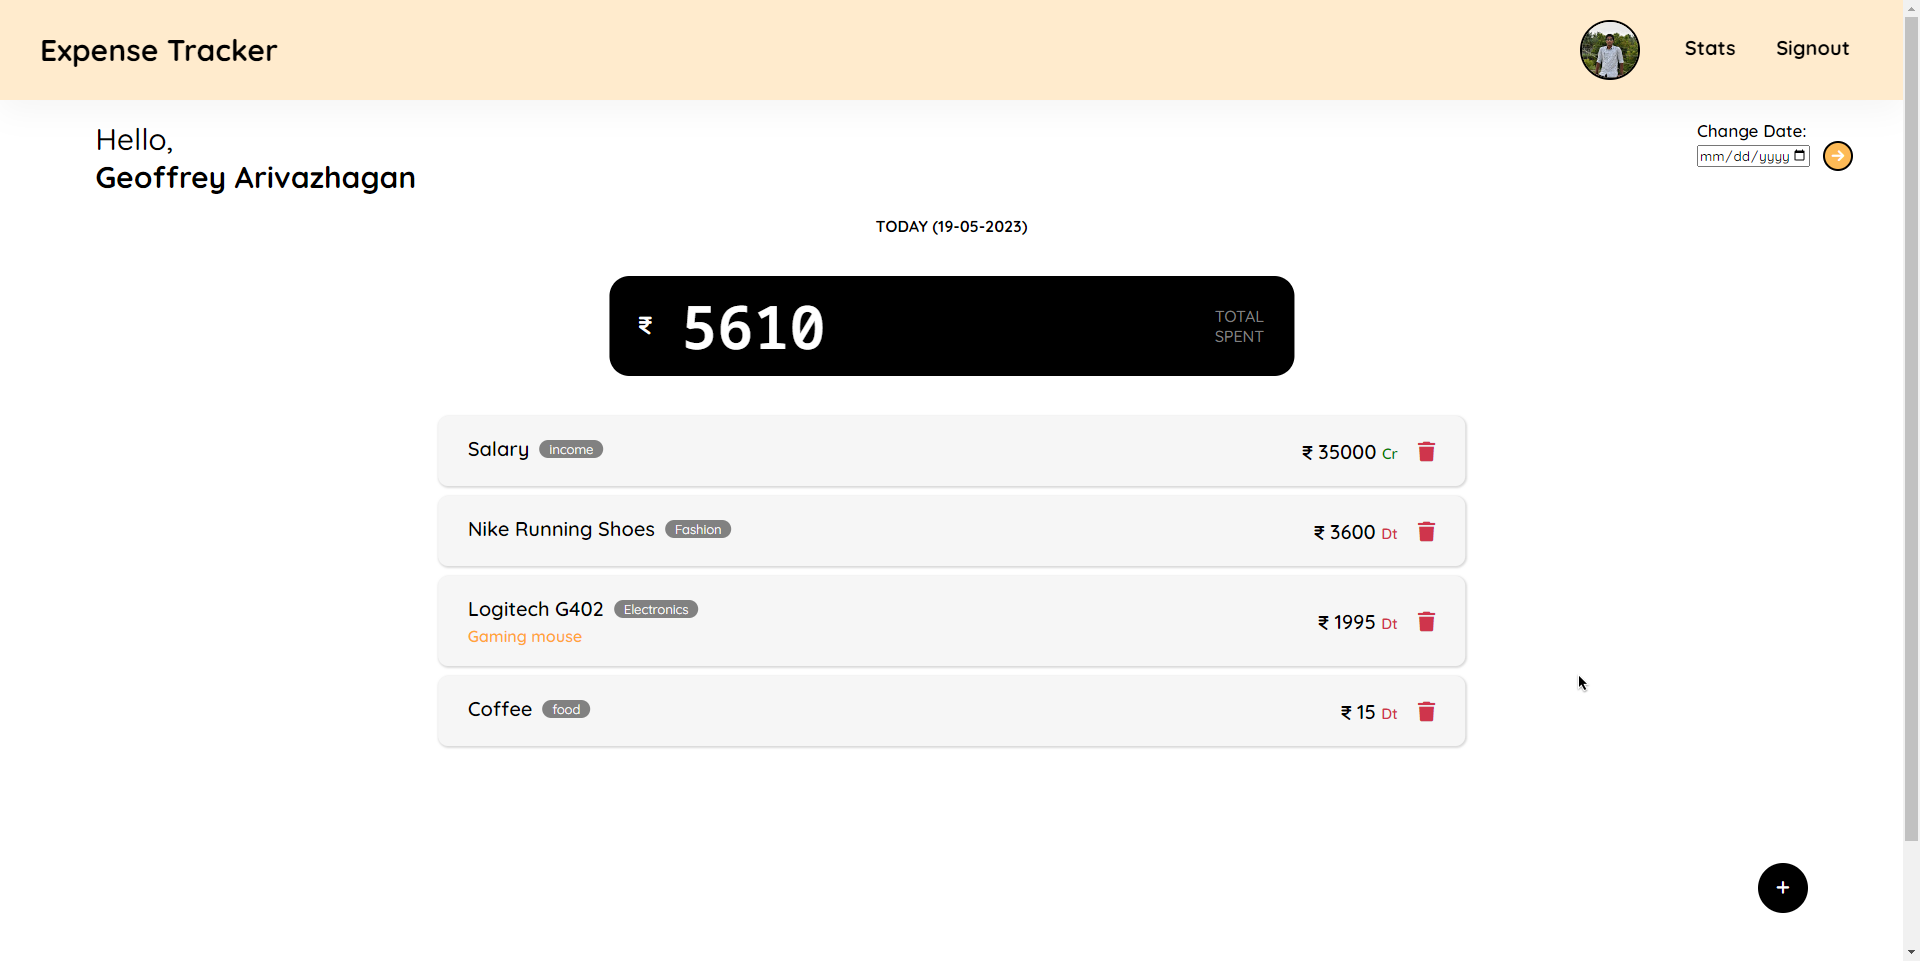 Expense Tracker
Stats
Signout
Hello,
Geoffrey Arivazhagan
Change Date:
mm/dd/yyyy
TODAY (19-05-2023)
₹ 5610
TOTAL
SPENT
Salary income ₹ 35000 Cr
Nike Running Shoes Fashion ₹ 3600 Dt
Logitech G402 Electronics ₹ 1995 Dt
Gaming mouse
Coffee food ₹ 15 Dt
+